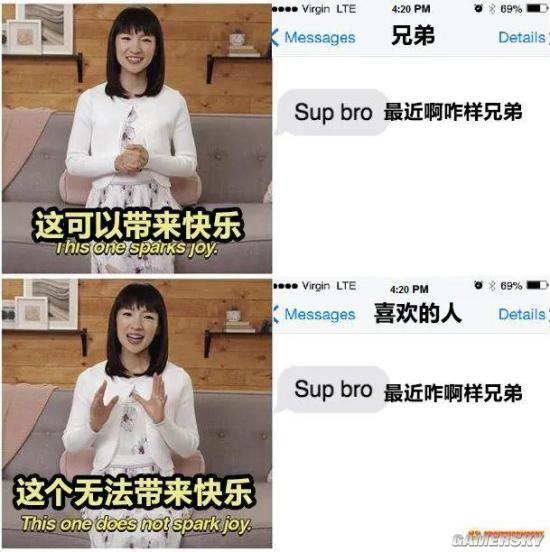 Virgin LTE 4:20 PM 69%
Messages 兄弟 Details
Sup bro 最近啊咋样兄弟
这可以带来快乐
This one sparks joy.
Virgin LTE 4:20 PM 69%
Messages 喜欢的人 Details
Sup bro 最近咋啊样兄弟
这个无法带来快乐
This one does not spark joy.
GAMERSKY